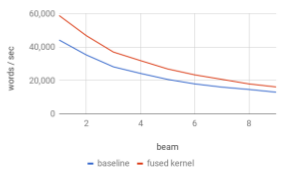 60,000
40,000
20,000
0
words / sec
2 4 6 8
beam
baseline fused kernel